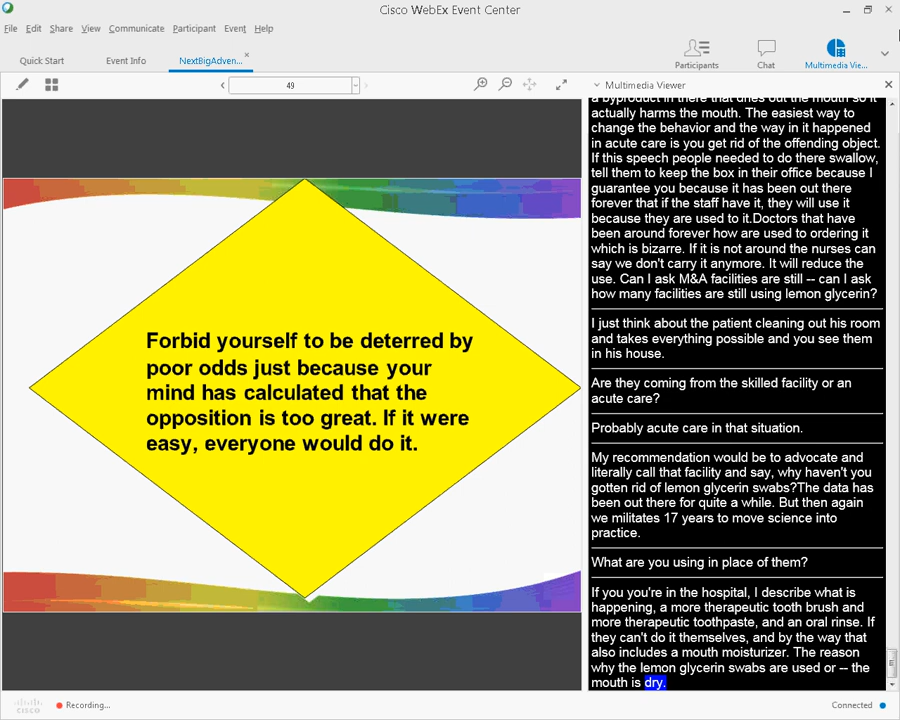 Cisco WebEx Event Center
File Edit Share View Communicate Participant Event Help
Quick Start Event Info NextBigAdven... Participants Chat Multimedia Vie...
49
Forbid yourself to be deterred by
poor odds just because your
mind has calculated that the
opposition is too great. If it were
easy, everyone would do it.
Multimedia Viewer
a byproduct in there that dries out the mouth so it
actually harms the mouth. The easiest way to
change the behavior and the way in it happened
in acute care is you get rid of the offending object.
If this speech people needed to do there swallow,
tell them to keep the box in their office because I
guarantee you because it has been out there
forever that if the staff have it, they will use it
because they are used to it.Doctors that have
been around forever how are used to ordering it
which is bizarre. If it is not around the nurses can
say we don't carry it anymore. It will reduce the
use. Can I ask M&A facilities are still -- can I ask
how many facilities are still using lemon glycerin?
I just think about the patient cleaning out his room
and takes everything possible and you see them
in his house.
Are they coming from the skilled facility or an
acute care?
Probably acute care in that situation.
My recommendation would be to advocate and
literally call that facility and say, why haven't you
gotten rid of lemon glycerin swabs?The data has
been out there for quite a while. But then again
we militates 17 years to move science into
practice.
What are you using in place of them?
If you you're in the hospital, I describe what is
happening, a more therapeutic tooth brush and
more therapeutic toothpaste, and an oral rinse. If
they can't do it themselves, and by the way that
also includes a mouth moisturizer. The reason
why the lemon glycerin swabs are used or -- the
mouth is dry.
cisco
Recording...
Connected